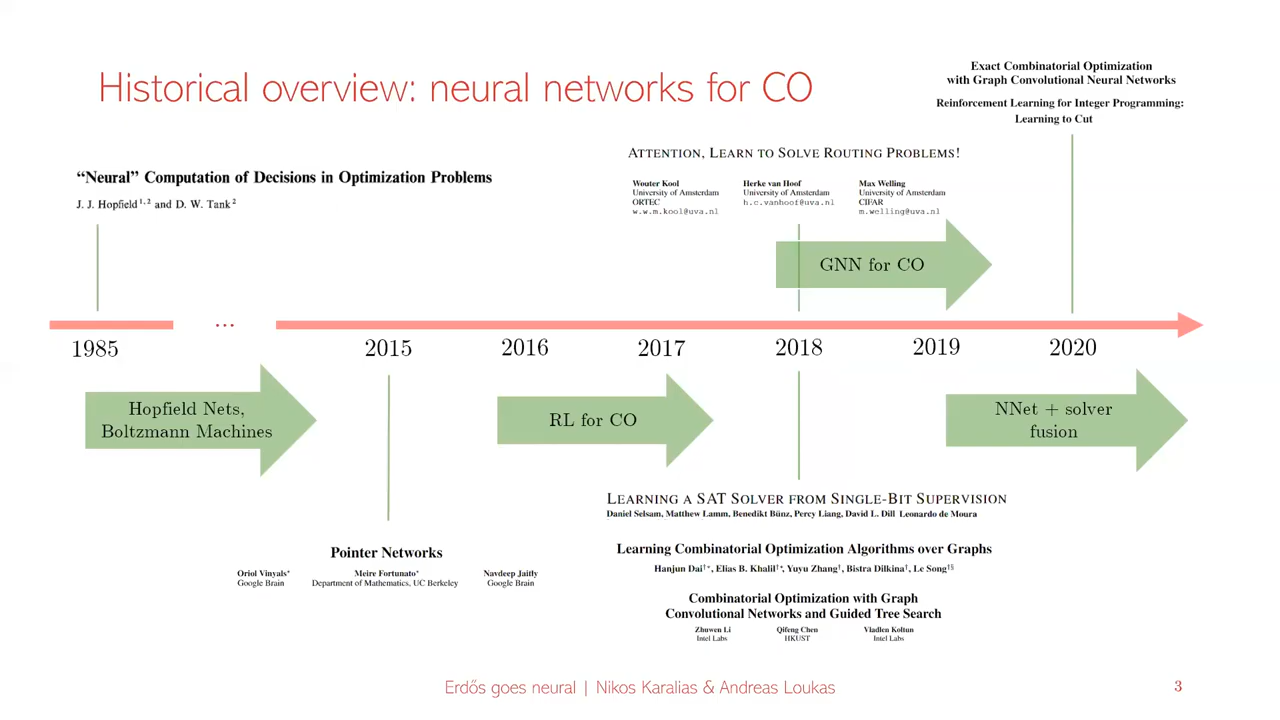 Historical overview: neural networks for CO
Exact Combinatorial Optimization
with Graph Convolutional Neural Networks
Reinforcement Learning for Integer Programming:
Learning to Cut
“Neural” Computation of Decisions in Optimization Problems
J. J. Hopfield1,2 and D. W. Tank2
ATTENTION, LEARN TO SOLVE ROUTING PROBLEMS!
Wouter Kool
University of Amsterdam
ORTEC
w.w.m.kool@uva.nl
Herke van Hoof
University of Amsterdam
h.c.vanhoof@uva.nl
Max Welling
University of Amsterdam
CIFAR
m.welling@uva.nl
GNN for CO
...
1985
2015
2016
2017
2018
2019
2020
Hopfield Nets,
Boltzmann Machines
RL for CO
NNet + solver
fusion
Pointer Networks
Oriol Vinyals*
Google Brain
Meire Fortunato*
Department of Mathematics, UC Berkeley
Navdeep Jaitly
Google Brain
LEARNING A SAT SOLVER FROM SINGLE-BIT SUPERVISION
Daniel Selsam, Matthew Lamm, Benedikt Bünz, Percy Liang, David L. Dill Leonardo de Moura
Learning Combinatorial Optimization Algorithms over Graphs
Hanjun Dai†*, Elias B. Khalil†*, Yuyu Zhang†, Bistra Dilkina†, Le Song†§
Combinatorial Optimization with Graph
Convolutional Networks and Guided Tree Search
Zhuwen Li
Intel Labs
Qifeng Chen
HKUST
Vladlen Koltun
Intel Labs
Erdős goes neural | Nikos Karalias & Andreas Loukas
3